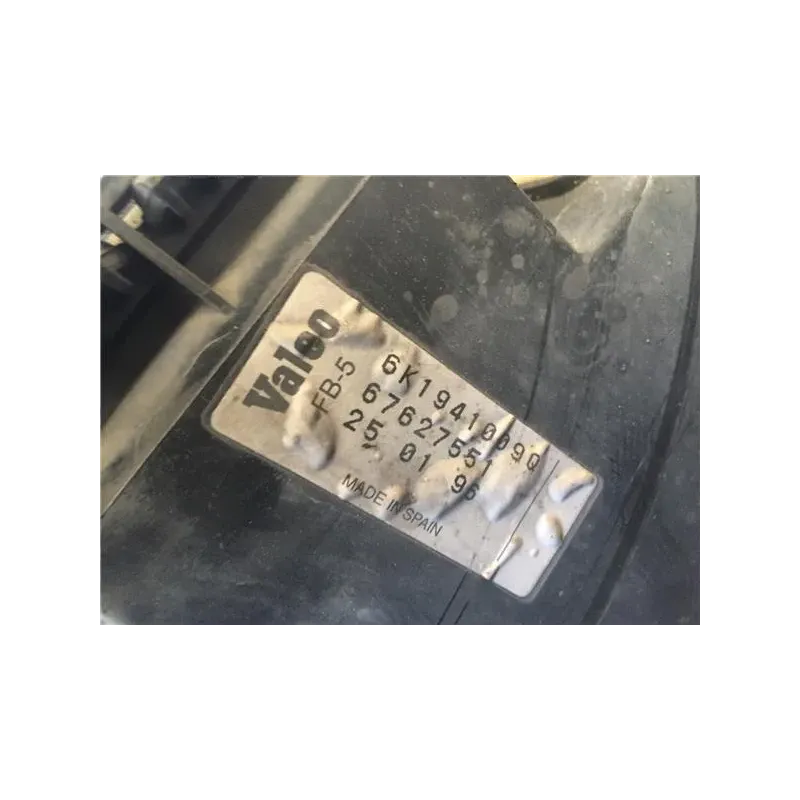 Valeo
FB-5
6K1941009Q
67627551
25 01 96
MADE IN SPAIN